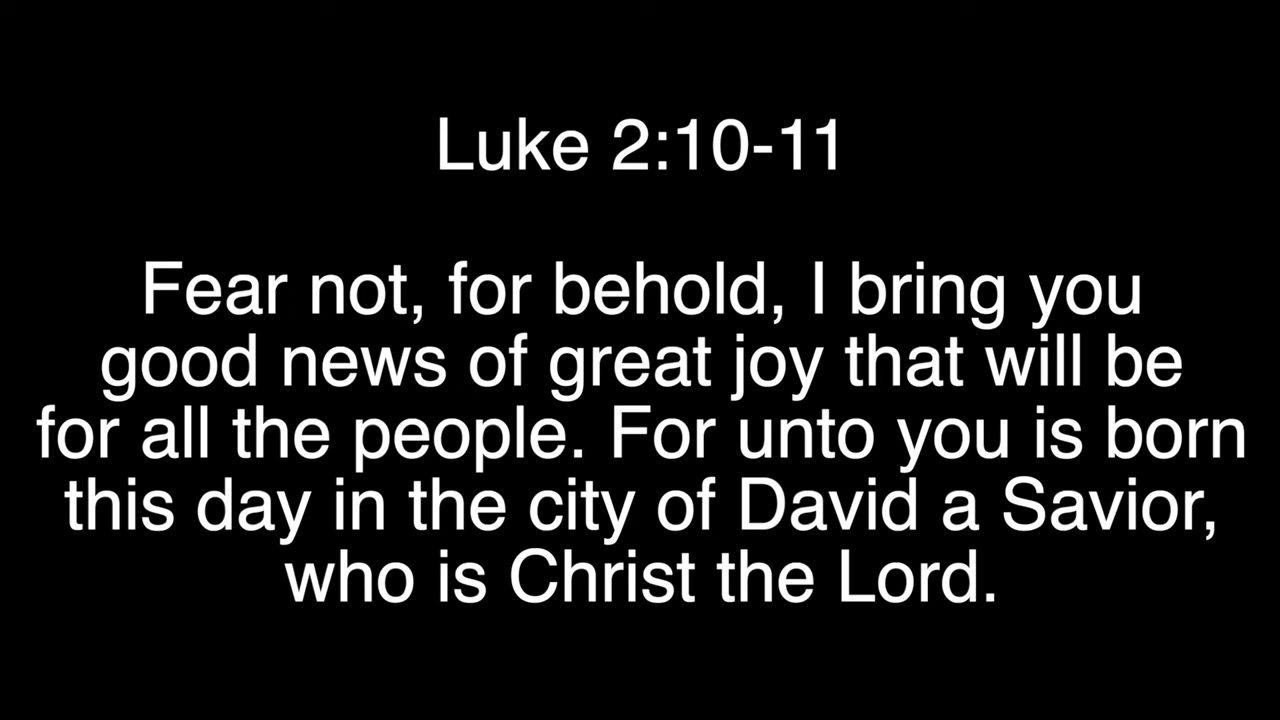 Luke 2:10-11
Fear not, for behold, I bring you
good news of great joy that will be
for all the people. For unto you is born
this day in the city of David a Savior,
who is Christ the Lord.